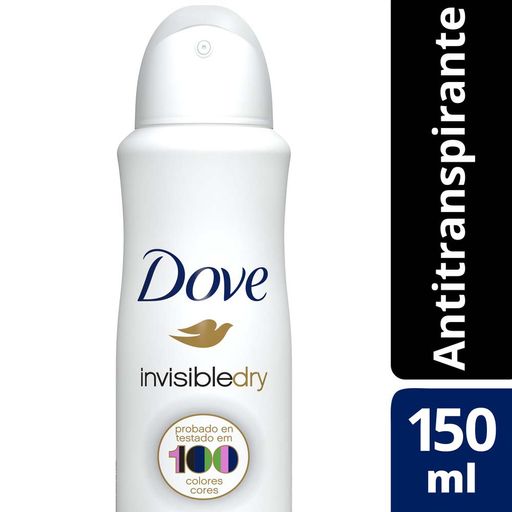 Dove
invisibledry
probado en
testado em
100
colores
cores
Antitranspirante
150
ml